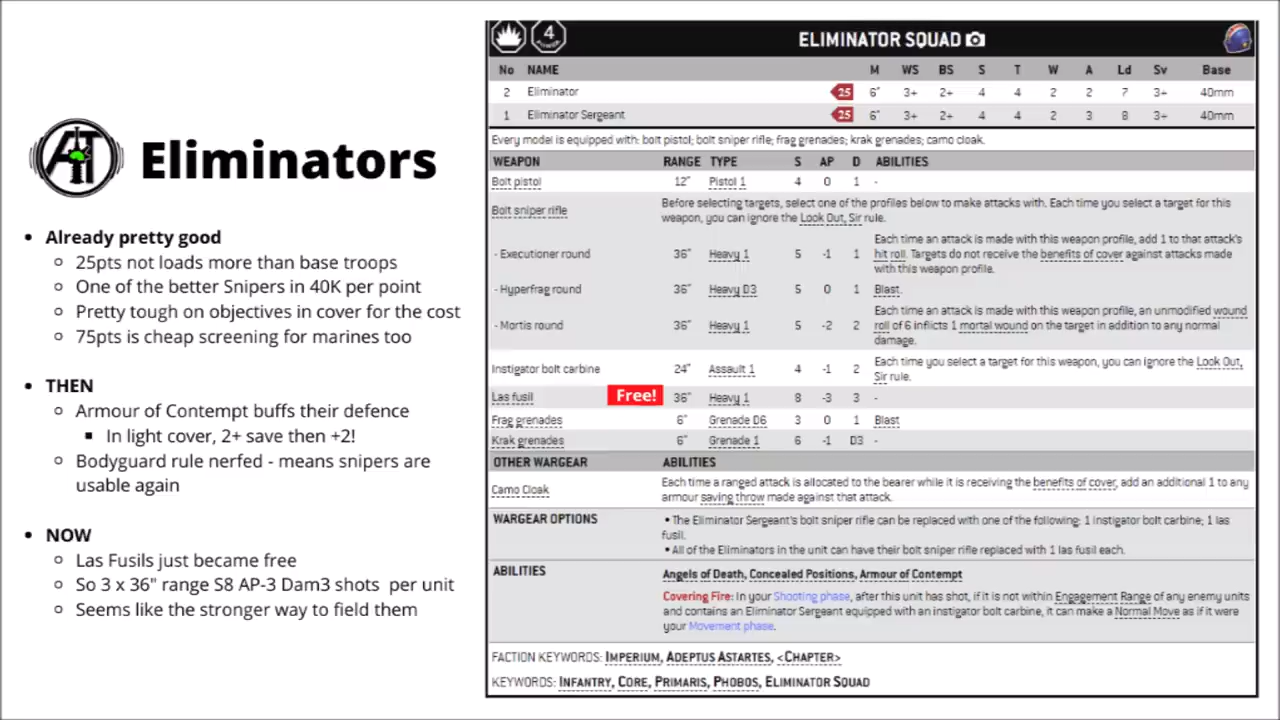 AT
Eliminators
• Already pretty good
○ 25pts not loads more than base troops
○ One of the better Snipers in 40K per point
○ Pretty tough on objectives in cover for the cost
○ 75pts is cheap screening for marines too
• THEN
○ Armour of Contempt buffs their defence
▪ In light cover, 2+ save then +2!
○ Bodyguard rule nerfed - means snipers are
usable again
• NOW
○ Las Fusils just became free
○ So 3 x 36" range S8 AP-3 Dam3 shots per unit
○ Seems like the stronger way to field them
4
POWER
ELIMINATOR SQUAD
No NAME M WS BS S T W A Ld Sv Base
2 Eliminator 25 6" 3+ 2+ 4 4 2 2 7 3+ 40mm
1 Eliminator Sergeant 25 6" 3+ 2+ 4 4 2 3 8 3+ 40mm
Every model is equipped with: bolt pistol; bolt sniper rifle; frag grenades; krak grenades; camo cloak.
WEAPON RANGE TYPE S AP D ABILITIES
Bolt pistol 12" Pistol 1 4 0 1 -
Bolt sniper rifle
Before selecting targets, select one of the profiles below to make attacks with. Each time you select a target for this
weapon, you can ignore the Look Out, Sir rule.
- Executioner round 36" Heavy 1 5 -1 1
Each time an attack is made with this weapon profile, add 1 to that attack's
hit roll. Targets do not receive the benefits of cover against attacks made
with this weapon profile.
- Hyperfrag round 36" Heavy D3 5 0 1 Blast.
- Mortis round 36" Heavy 1 5 -2 2
Each time an attack is made with this weapon profile, an unmodified wound
roll of 6 inflicts 1 mortal wound on the target in addition to any normal
damage.
Instigator bolt carbine 24" Assault 1 4 -1 2
Each time you select a target for this weapon, you can ignore the Look Out,
Sir rule.
Las fusil Free! 36" Heavy 1 8 -3 3 -
Frag grenades 6" Grenade D6 3 0 1 Blast
Krak grenades 6" Grenade 1 6 -1 D3 -
OTHER WARGEAR ABILITIES
Camo Cloak
Each time a ranged attack is allocated to the bearer while it is receiving the benefits of cover, add an additional 1 to any
armour saving throw made against that attack.
WARGEAR OPTIONS
• The Eliminator Sergeant's bolt sniper rifle can be replaced with one of the following: 1 instigator bolt carbine; 1 las
fusil.
• All of the Eliminators in the unit can have their bolt sniper rifle replaced with 1 las fusil each.
ABILITIES
Angels of Death, Concealed Positions, Armour of Contempt
Covering Fire: In your Shooting phase, after this unit has shot, if it is not within Engagement Range of any enemy units
and contains an Eliminator Sergeant equipped with an instigator bolt carbine, it can make a Normal Move as if it were
your Movement phase.
FACTION KEYWORDS: IMPERIUM, ADEPTUS ASTARTES, <CHAPTER>
KEYWORDS: INFANTRY, CORE, PRIMARIS, PHOBOS, ELIMINATOR SQUAD